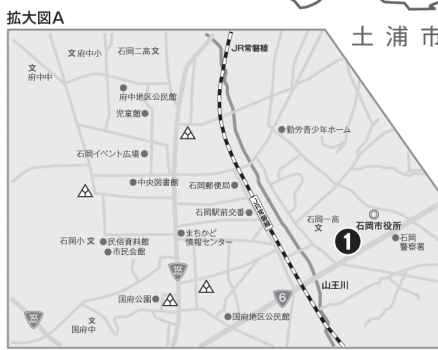 拡大図A
土浦市
JR常磐線
文府中小
石岡二高文
文
府中中
府中地区公民館
児童館
勤労青少年ホーム
石岡イベント広場
中央図書館
石岡郵便局
石岡駅前交番
石岡駅
石岡一高
文
石岡市役所
1
石岡
警察署
石岡小文
民俗資料館
市民会館
まちかど
情報センター
355
山王川
国府公園
6
355
文
国府中
国府地区公民館